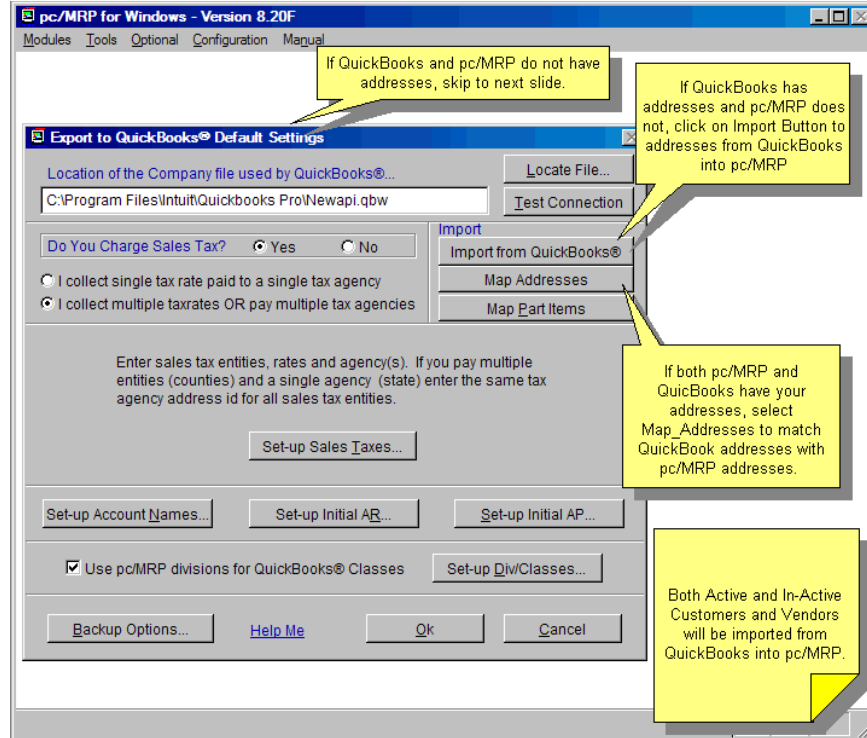 pc/MRP for Windows - Version 8.20F
Modules Tools Optional Configuration Manual
If QuickBooks and pc/MRP do not have
addresses, skip to next slide.
If QuickBooks has
addresses and pc/MRP does
not, click on Import Button to
addresses from QuickBooks
into pc/MRP
Export to QuickBooks® Default Settings
Location of the Company file used by QuickBooks®...
Locate File...
C:\Program Files\Intuit\Quickbooks Pro\Newapi.qbw
Test Connection
Do You Charge Sales Tax? Yes No
Import
Import from QuickBooks®
I collect single tax rate paid to a single tax agency
Map Addresses
I collect multiple taxrates OR pay multiple tax agencies
Map Part Items
Enter sales tax entities, rates and agency(s). If you pay multiple
entities (counties) and a single agency (state) enter the same tax
agency address id for all sales tax entities.
If both pc/MRP and
QuicBooks have your
addresses, select
Map_Addresses to match
QuickBook addresses with
pc/MRP addresses.
Set-up Sales Taxes...
Set-up Account Names... Set-up Initial AR... Set-up Initial AP...
Use pc/MRP divisions for QuickBooks® Classes Set-up Div/Classes...
Backup Options... Help Me Ok Cancel
Both Active and In-Active
Customers and Vendors
will be imported from
QuickBooks into pc/MRP.